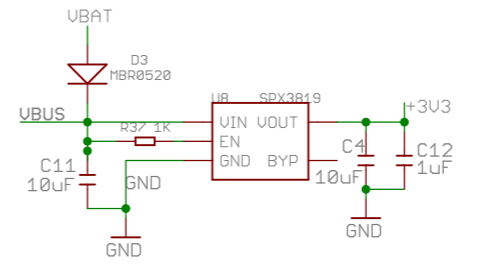 VBAT
D3
MBR0520
VBUS
U8 SPX3819
R37 1K
VIN VOUT
EN
GND BYP
+3V3
C11
10uF
GND
C4
10uF
C12
1uF
GND
GND